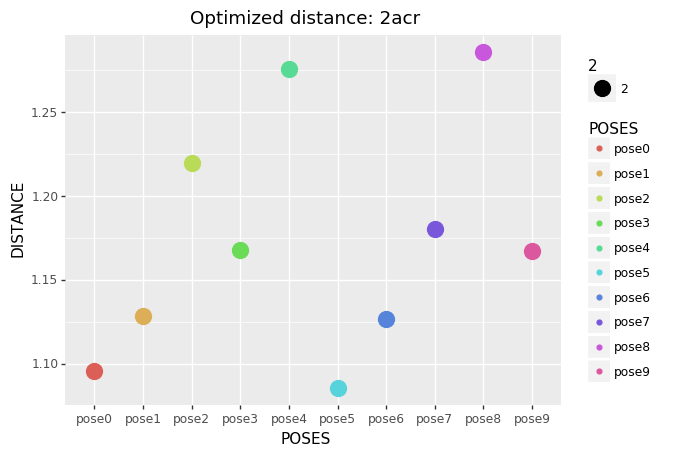 Optimized distance: 2acr
DISTANCE
1.25
1.20
1.15
1.10
pose0 pose1 pose2 pose3 pose4 pose5 pose6 pose7 pose8 pose9
POSES
2
2
POSES
pose0
pose1
pose2
pose3
pose4
pose5
pose6
pose7
pose8
pose9